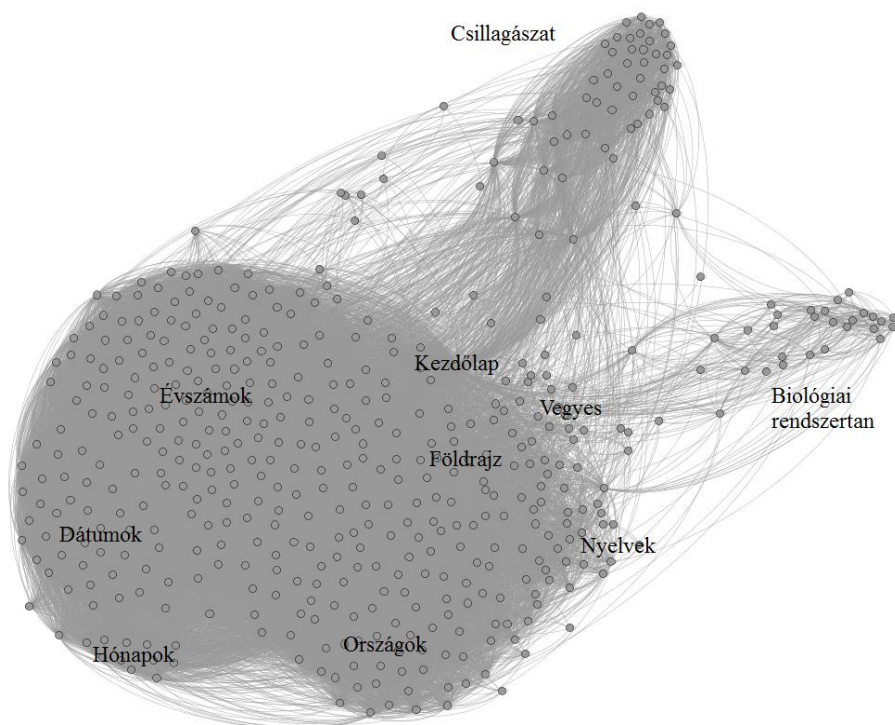 Csillagászat
Kezdőlap
Évszámok
Vegyes
Biológiai
rendszertan
Földrajz
Dátumok
Nyelvek
Országok
Hónapok